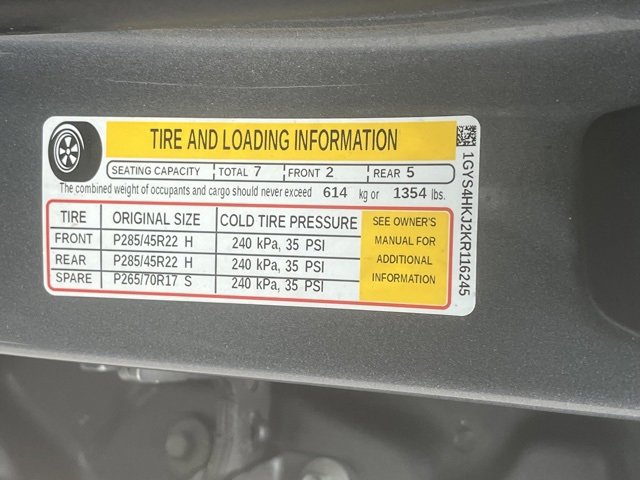 TIRE AND LOADING INFORMATION
SEATING CAPACITY TOTAL 7 FRONT 2 REAR 5
The combined weight of occupants and cargo should never exceed 614 kg or 1354 lbs.
TIRE ORIGINAL SIZE COLD TIRE PRESSURE
FRONT P285/45R22 H 240 kPa, 35 PSI
REAR P285/45R22 H 240 kPa, 35 PSI
SPARE P265/70R17 S 240 kPa, 35 PSI
SEE OWNER'S
MANUAL FOR
ADDITIONAL
INFORMATION
1GYS4HKJ2KR116245